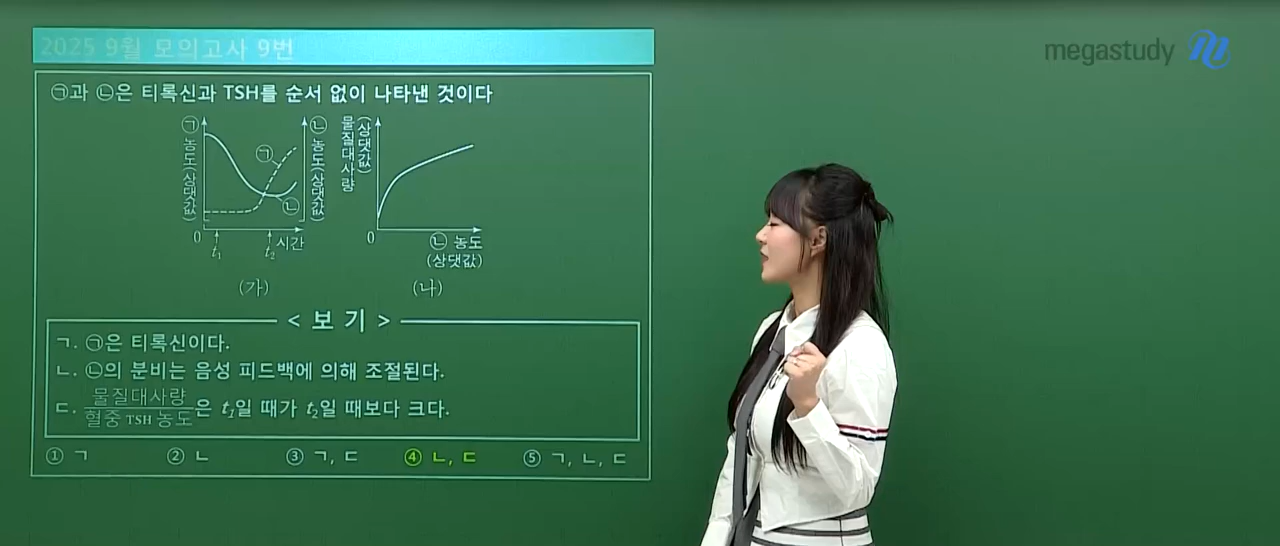 2025 9월 모의고사 9번
megastudy
㉠과 ㉡은 티록신과 TSH를 순서 없이 나타낸 것이다
㉠ 농도(상댓값)
㉠
㉡
㉡ 농도(상댓값)
0
t₁
t₂
시간
(가)
물질대사량(상댓값)
0
㉡ 농도
(상댓값)
(나)
< 보 기 >
ㄱ. ㉠은 티록신이다.
ㄴ. ㉡의 분비는 음성 피드백에 의해 조절된다.
ㄷ. 물질대사량/혈중 TSH 농도은 t₁일 때가 t₂일 때보다 크다.
① ㄱ ② ㄴ ③ ㄱ, ㄷ ④ ㄴ, ㄷ ⑤ ㄱ, ㄴ, ㄷ